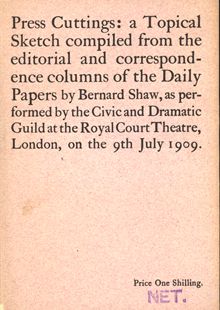 Press Cuttings: a Topical
Sketch compiled from the
editorial and correspond-
ence columns of the Daily
Papers by Bernard Shaw, as per-
formed by the Civic and Dramatic
Guild at the Royal Court Theatre,
London, on the 9th July 1909.
Price One Shilling.
NET.